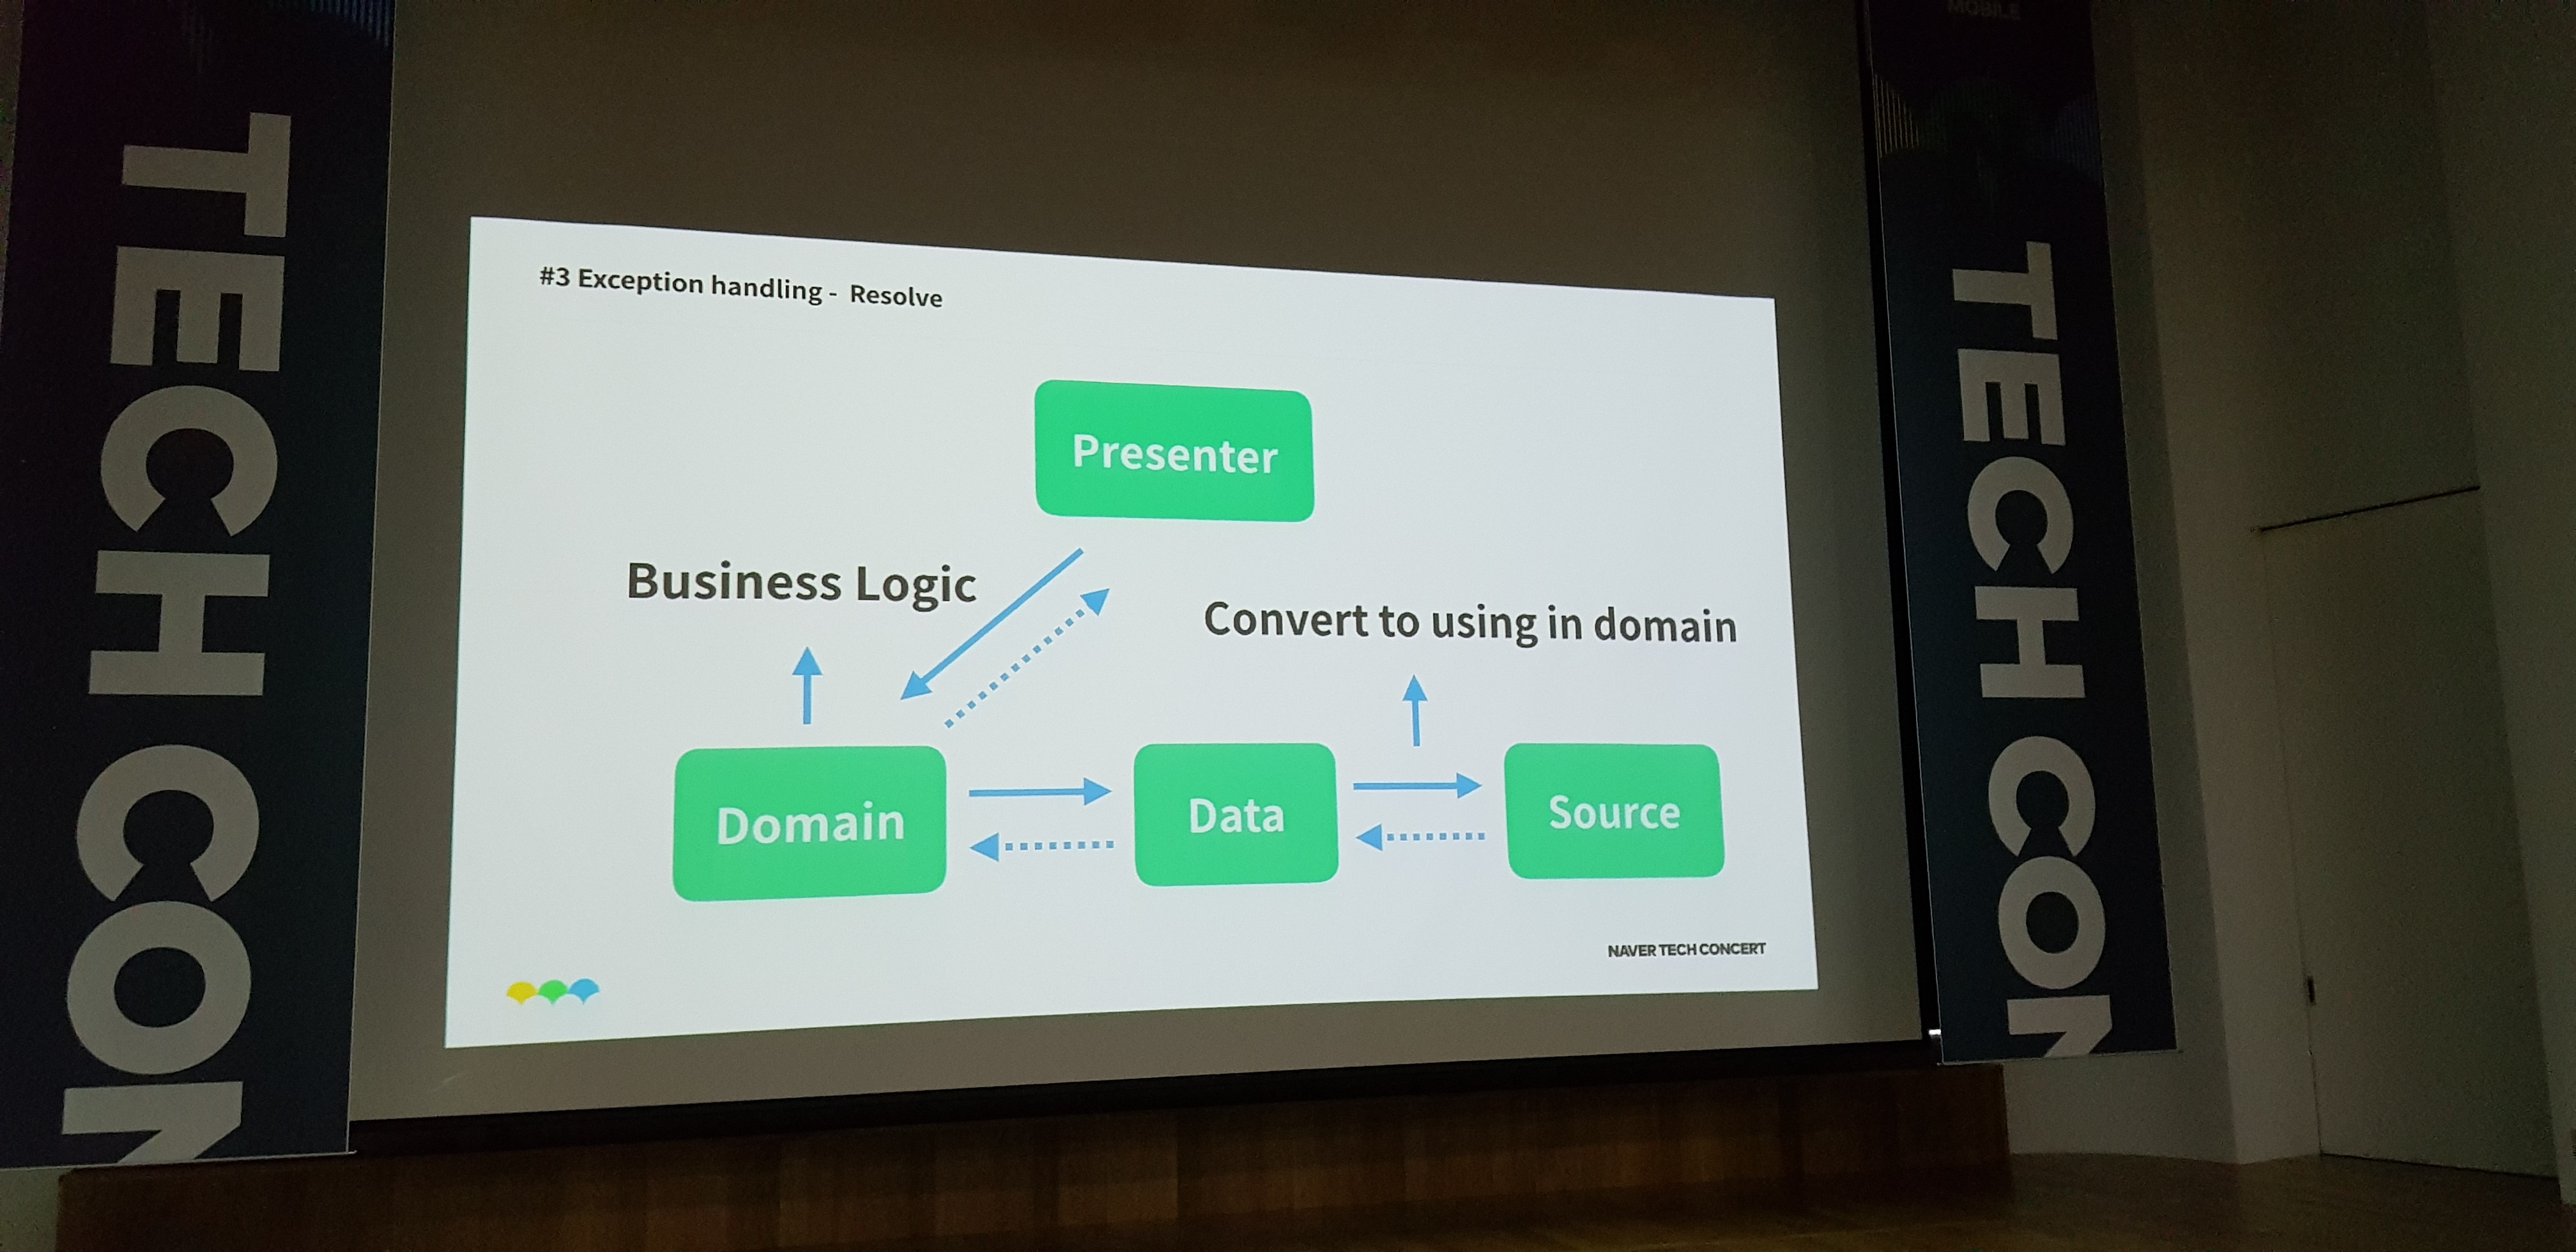 MOBILE
TECH CON
TECH CON
#3 Exception handling - Resolve
Presenter
Business Logic
Convert to using in domain
Domain
Data
Source
NAVER TECH CONCERT